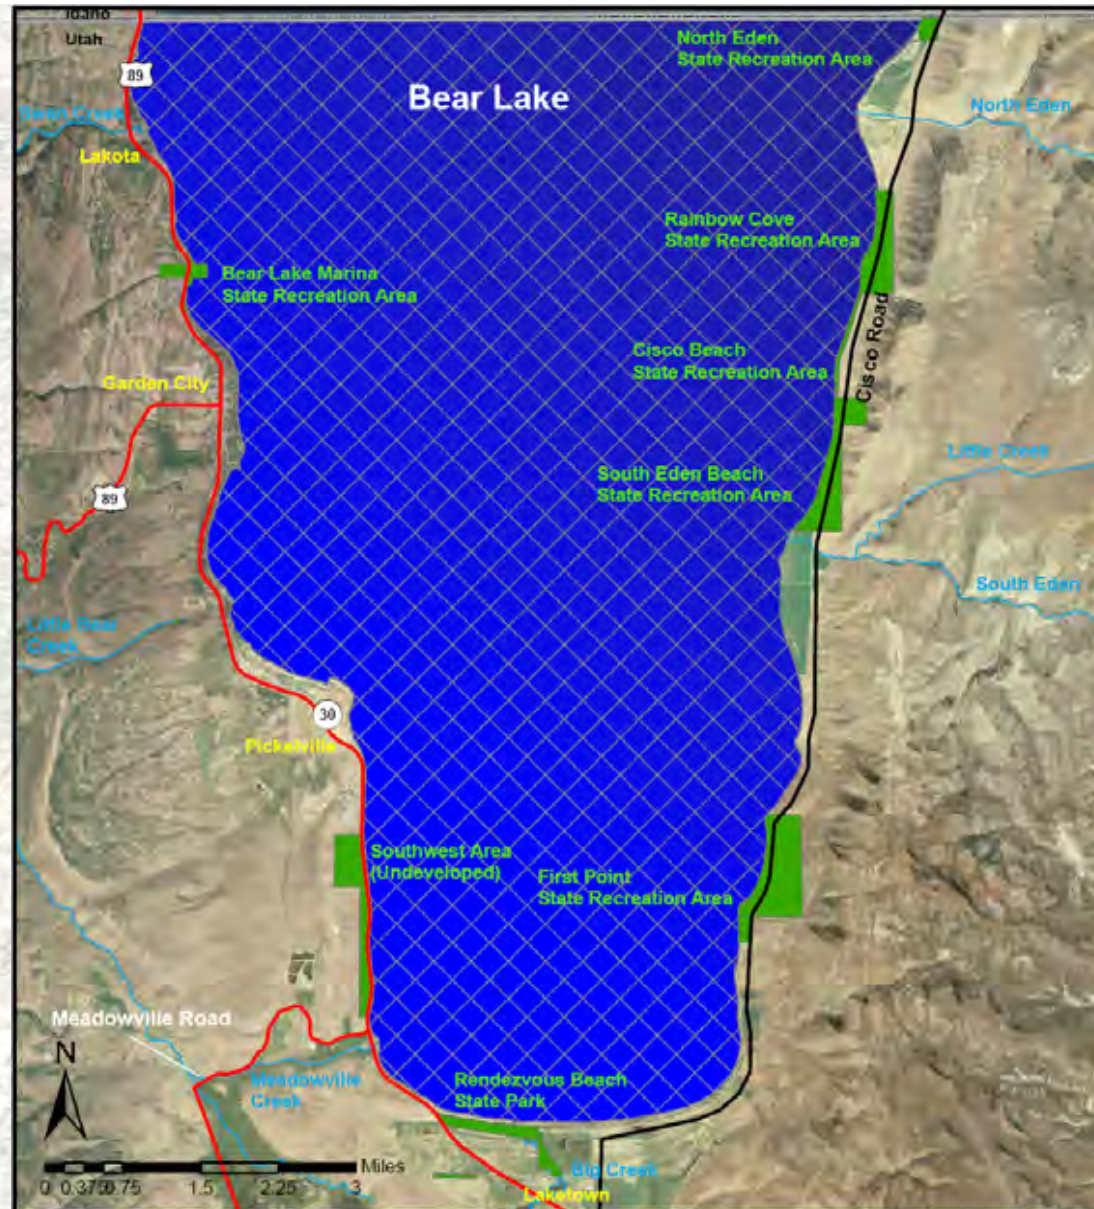 Idaho
Utah
89
Bear Lake
North Eden
State Recreation Area
Swan Creek
North Eden
Lakota
Rainbow Cove
State Recreation Area
Bear Lake Marina
State Recreation Area
Cisco Road
Cisco Beach
State Recreation Area
Garden City
89
South Eden Beach
State Recreation Area
Little Creek
South Eden
Little Bear
Creek
30
Pickelville
Southwest Area
(Undeveloped)
First Point
State Recreation Area
Meadowville Road
N
Meadowville
Creek
Rendezvous Beach
State Park
Big Creek
Laketown
Miles
0 0.375 0.75 1.5 2.25 3